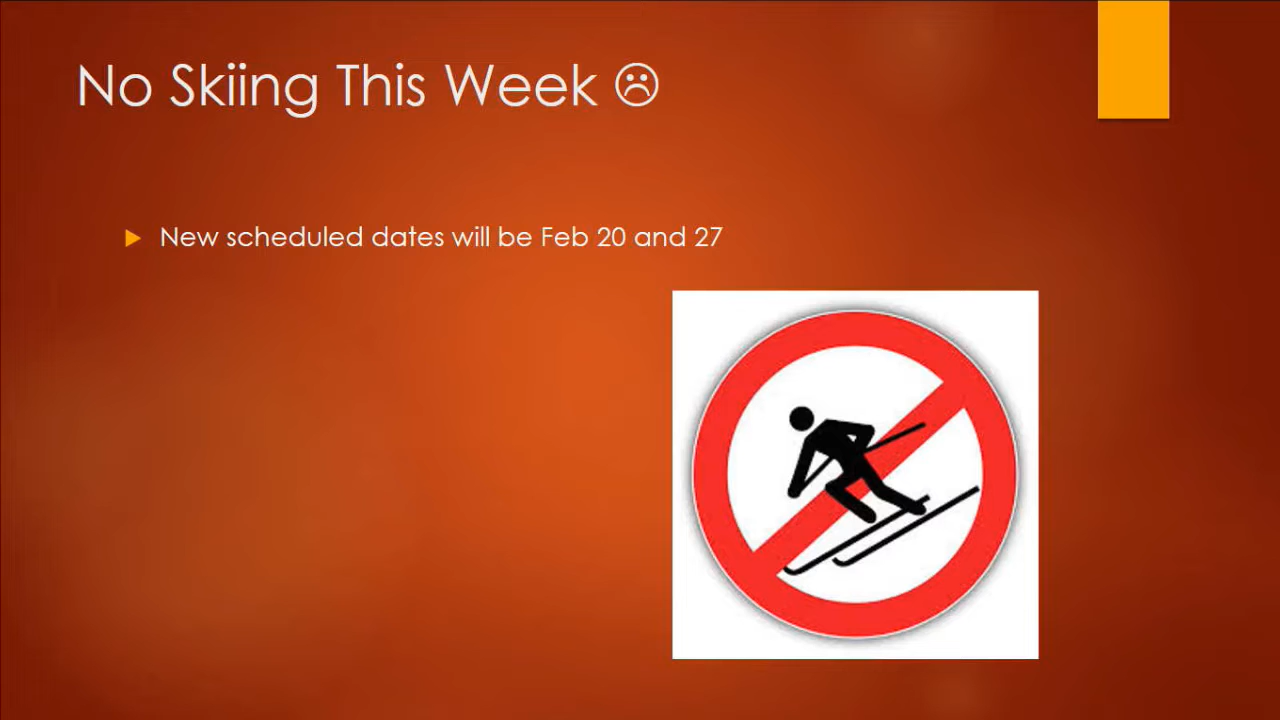 No Skiing This Week ☹
New scheduled dates will be Feb 20 and 27